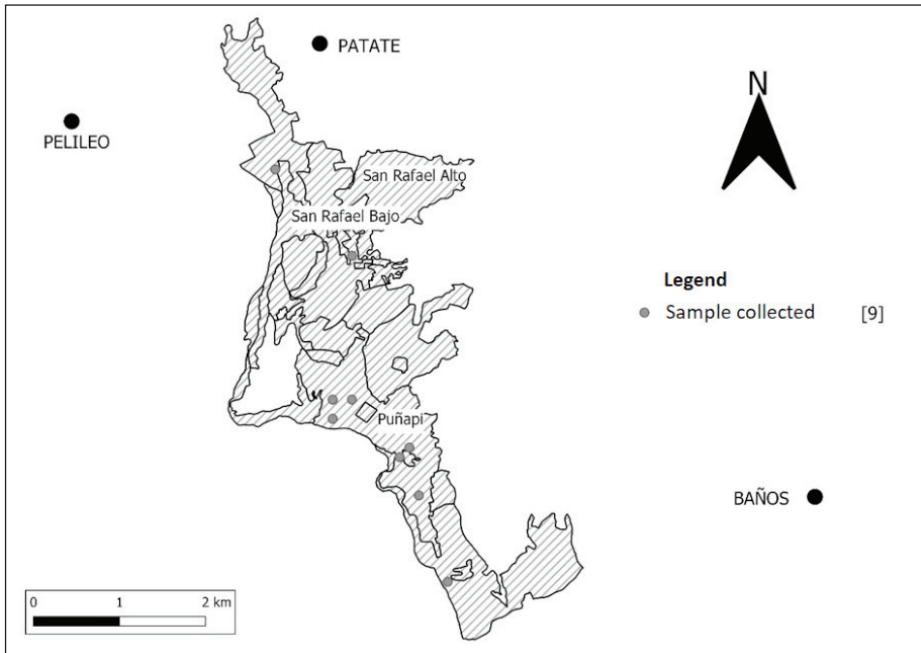 PATATE
N
PELILEO
San Rafael Alto
San Rafael Bajo
Legend
Sample collected [9]
Puñapi
BAÑOS
0 1 2 km